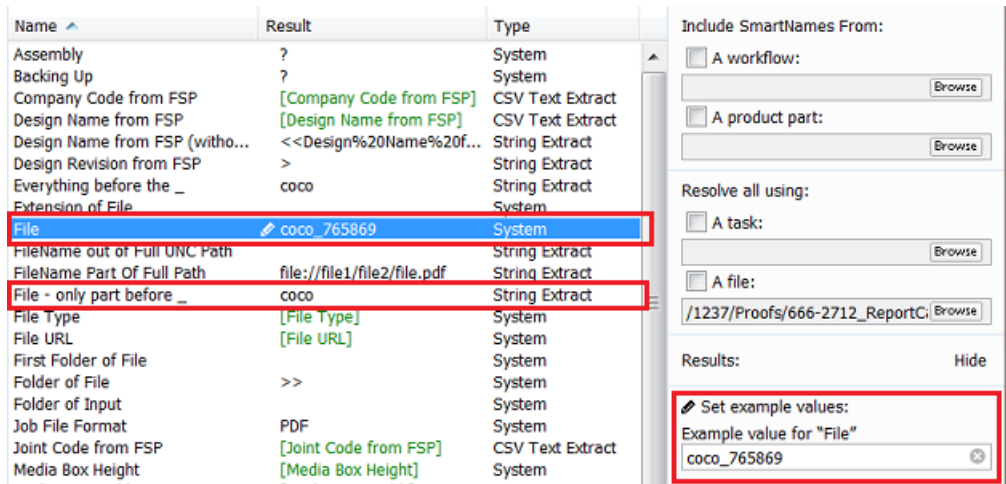 Name Result Type
Assembly ? System
Backing Up ? System
Company Code from FSP [Company Code from FSP] CSV Text Extract
Design Name from FSP [Design Name from FSP] CSV Text Extract
Design Name from FSP (witho... <<Design%20Name%20f... String Extract
Design Revision from FSP > String Extract
Everything before the _ coco String Extract
Extension of File System
File coco_765869 System
FileName out of Full UNC Path String Extract
FileName Part Of Full Path file://file1/file2/file.pdf String Extract
File - only part before _ coco String Extract
File Type [File Type] System
File URL [File URL] System
First Folder of File System
Folder of File >> System
Folder of Input System
Job File Format PDF System
Joint Code from FSP [Joint Code from FSP] CSV Text Extract
Media Box Height [Media Box Height] System
Include SmartNames From:
A workflow:
Browse
A product part:
Browse
Resolve all using:
A task:
Browse
A file:
/1237/Proofs/666-2712_ReportCa Browse
Results: Hide
Set example values:
Example value for "File"
coco_765869